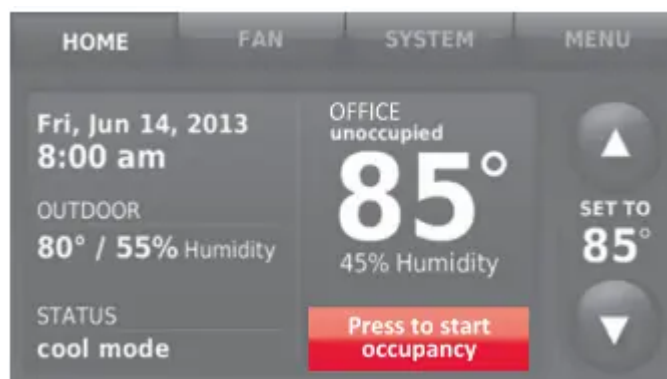 HOME FAN SYSTEM MENU
Fri, Jun 14, 2013
8:00 am
OUTDOOR
80° / 55% Humidity
STATUS
cool mode
OFFICE
unoccupied
85°
45% Humidity
Press to start
occupancy
SET TO
85°